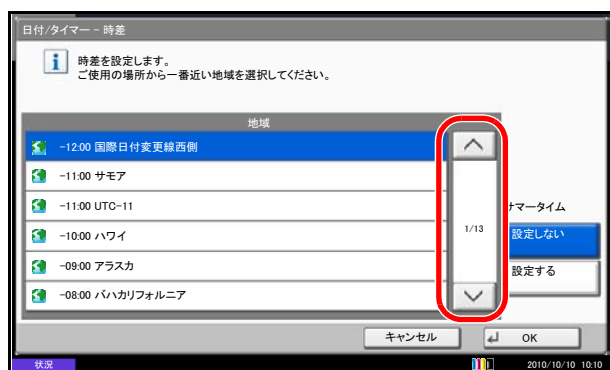 日付/タイマー - 時差
時差を設定します。
ご使用の場所から一番近い地域を選択してください。
地域
-12:00 国際日付変更線西側
-11:00 サモア
-11:00 UTC-11
-10:00 ハワイ
-09:00 アラスカ
-08:00 バハカリフォルニア
1/13
サマータイム
設定しない
設定する
キャンセル
OK
状況
2010/10/10 10:10